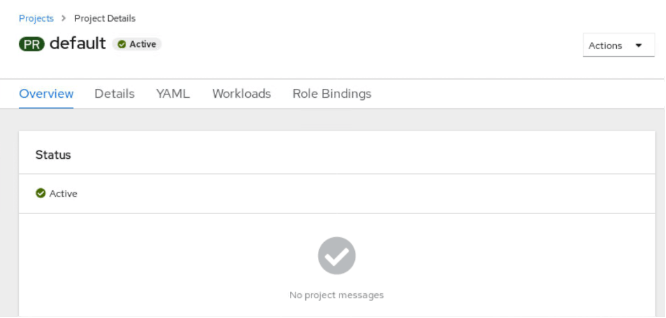 Projects > Project Details
PR default Active
Actions
Overview Details YAML Workloads Role Bindings
Status
Active
No project messages